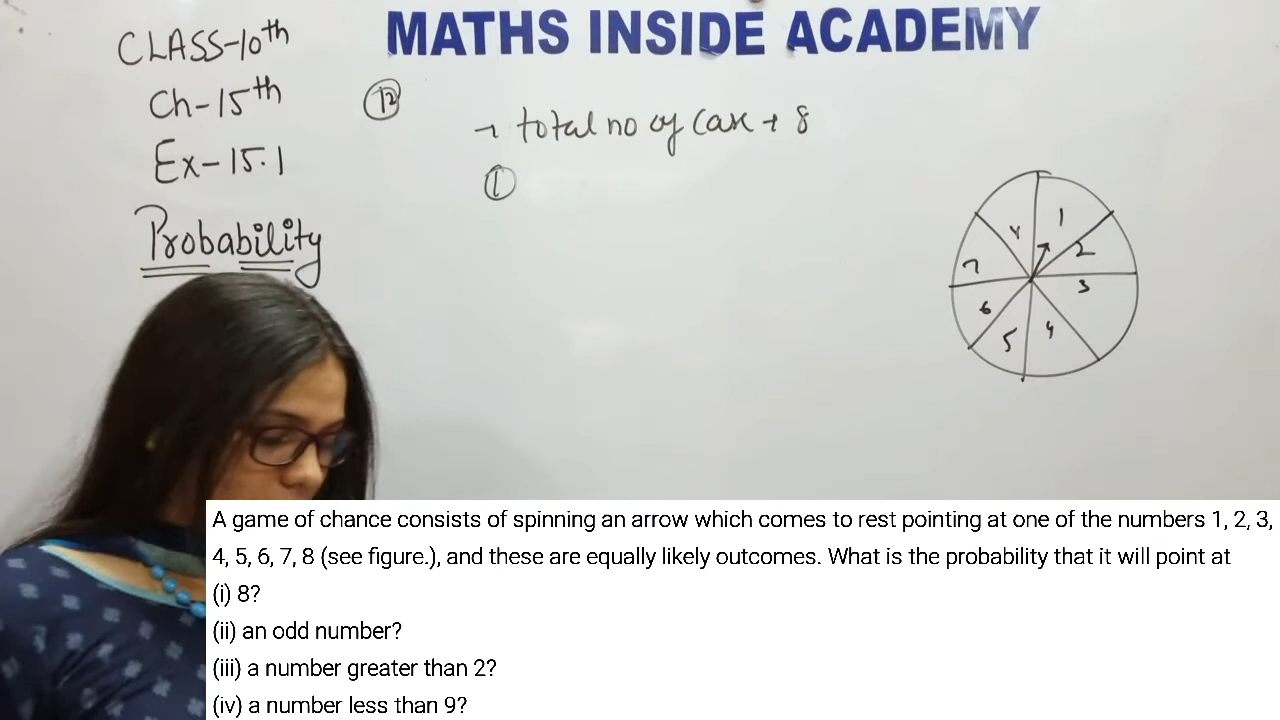 MATHS INSIDE ACADEMY
CLASS-10th
Ch-15th
Ex-15.1
Probability
12
→ total no of Case + 8
①
1
2
3
4
5
6
7
A game of chance consists of spinning an arrow which comes to rest pointing at one of the numbers 1, 2, 3,
4, 5, 6, 7, 8 (see figure.), and these are equally likely outcomes. What is the probability that it will point at
(i) 8?
(ii) an odd number?
(iii) a number greater than 2?
(iv) a number less than 9?